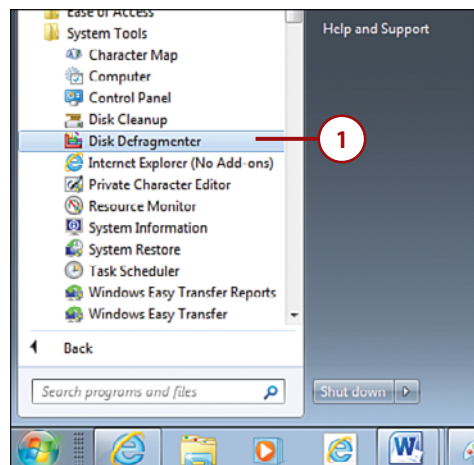 Ease of Access
System Tools
Character Map
Computer
Control Panel
Disk Cleanup
Disk Defragmenter
Internet Explorer (No Add-ons)
Private Character Editor
Resource Monitor
System Information
System Restore
Task Scheduler
Windows Easy Transfer Reports
Windows Easy Transfer
Back
Search programs and files
Help and Support
1
Shut down
W